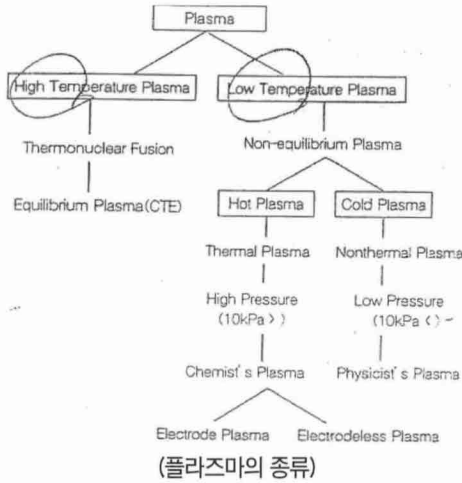 Plasma
High Temperature Plasma Low Temperature Plasma
Thermonuclear Fusion Non-equilibrium Plasma
Equilibrium Plasma(CTE) Hot Plasma Cold Plasma
Thermal Plasma Nonthermal Plasma
High Pressure Low Pressure
(10kPa > ) (10kPa < )
Chemist's Plasma Physicist's Plasma
Electrode Plasma Electrodeless Plasma
(플라즈마의 종류)